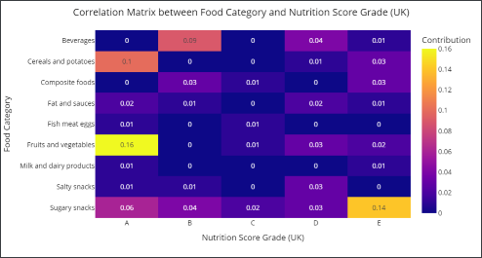 Correlation Matrix between Food Category and Nutrition Score Grade (UK)
Contribution
Food Category
Beverages 0 0.09 0 0.04 0.01
Cereals and potatoes 0.1 0 0 0.01 0.03
Composite foods 0 0.03 0.01 0 0.03
Fat and sauces 0.02 0.01 0 0.02 0.01
Fish meat eggs 0.01 0 0.01 0 0
Fruits and vegetables 0.16 0 0.01 0.03 0.02
Milk and dairy products 0.01 0 0 0 0.01
Salty snacks 0.01 0.01 0 0.03 0
Sugary snacks 0.06 0.04 0.02 0.03 0.14
A B C D E
Nutrition Score Grade (UK)
0.16
0.14
0.12
0.1
0.08
0.06
0.04
0.02
0